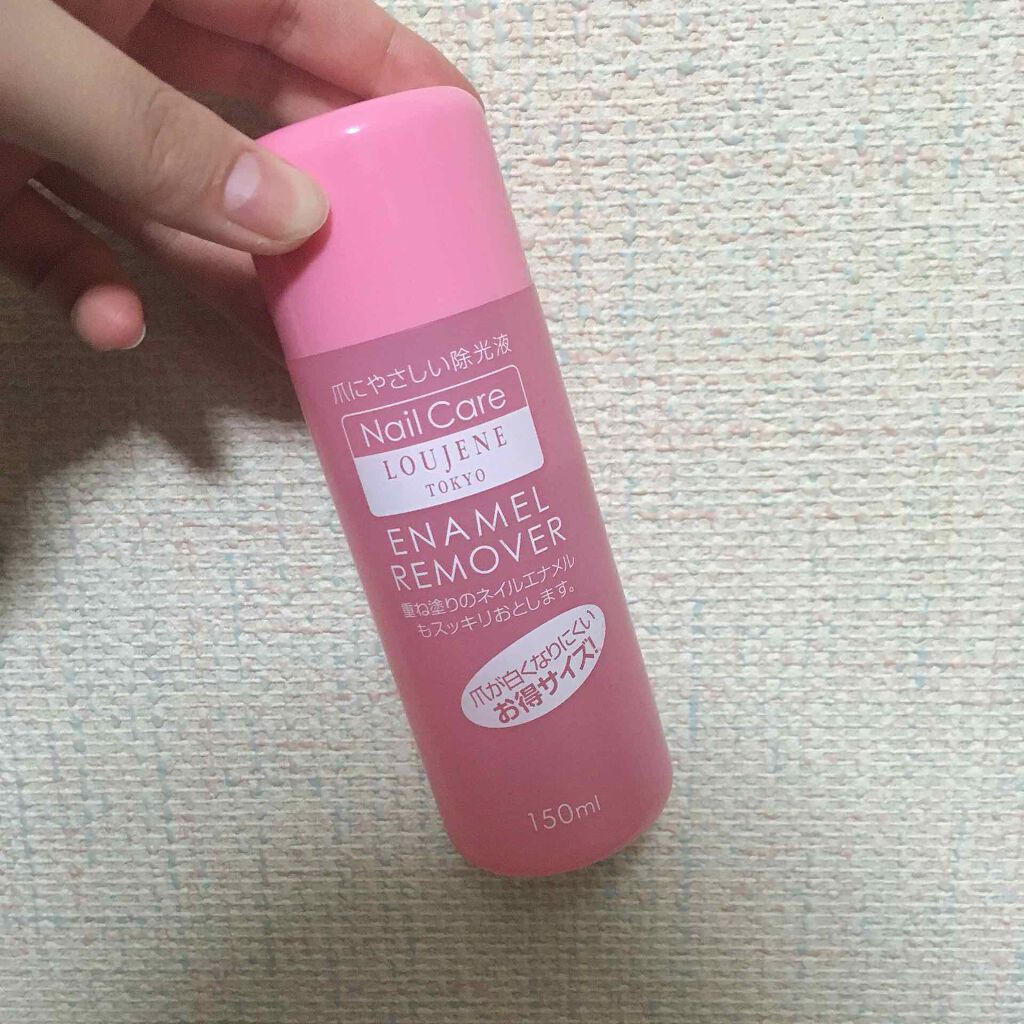 爪にやさしい除光液
Nail Care
LOUJENE
TOKYO
ENAMEL
REMOVER
重ね塗りのネイルエナメル
もスッキリおとします。
爪が白くなりにくい
お得サイズ!
150ml